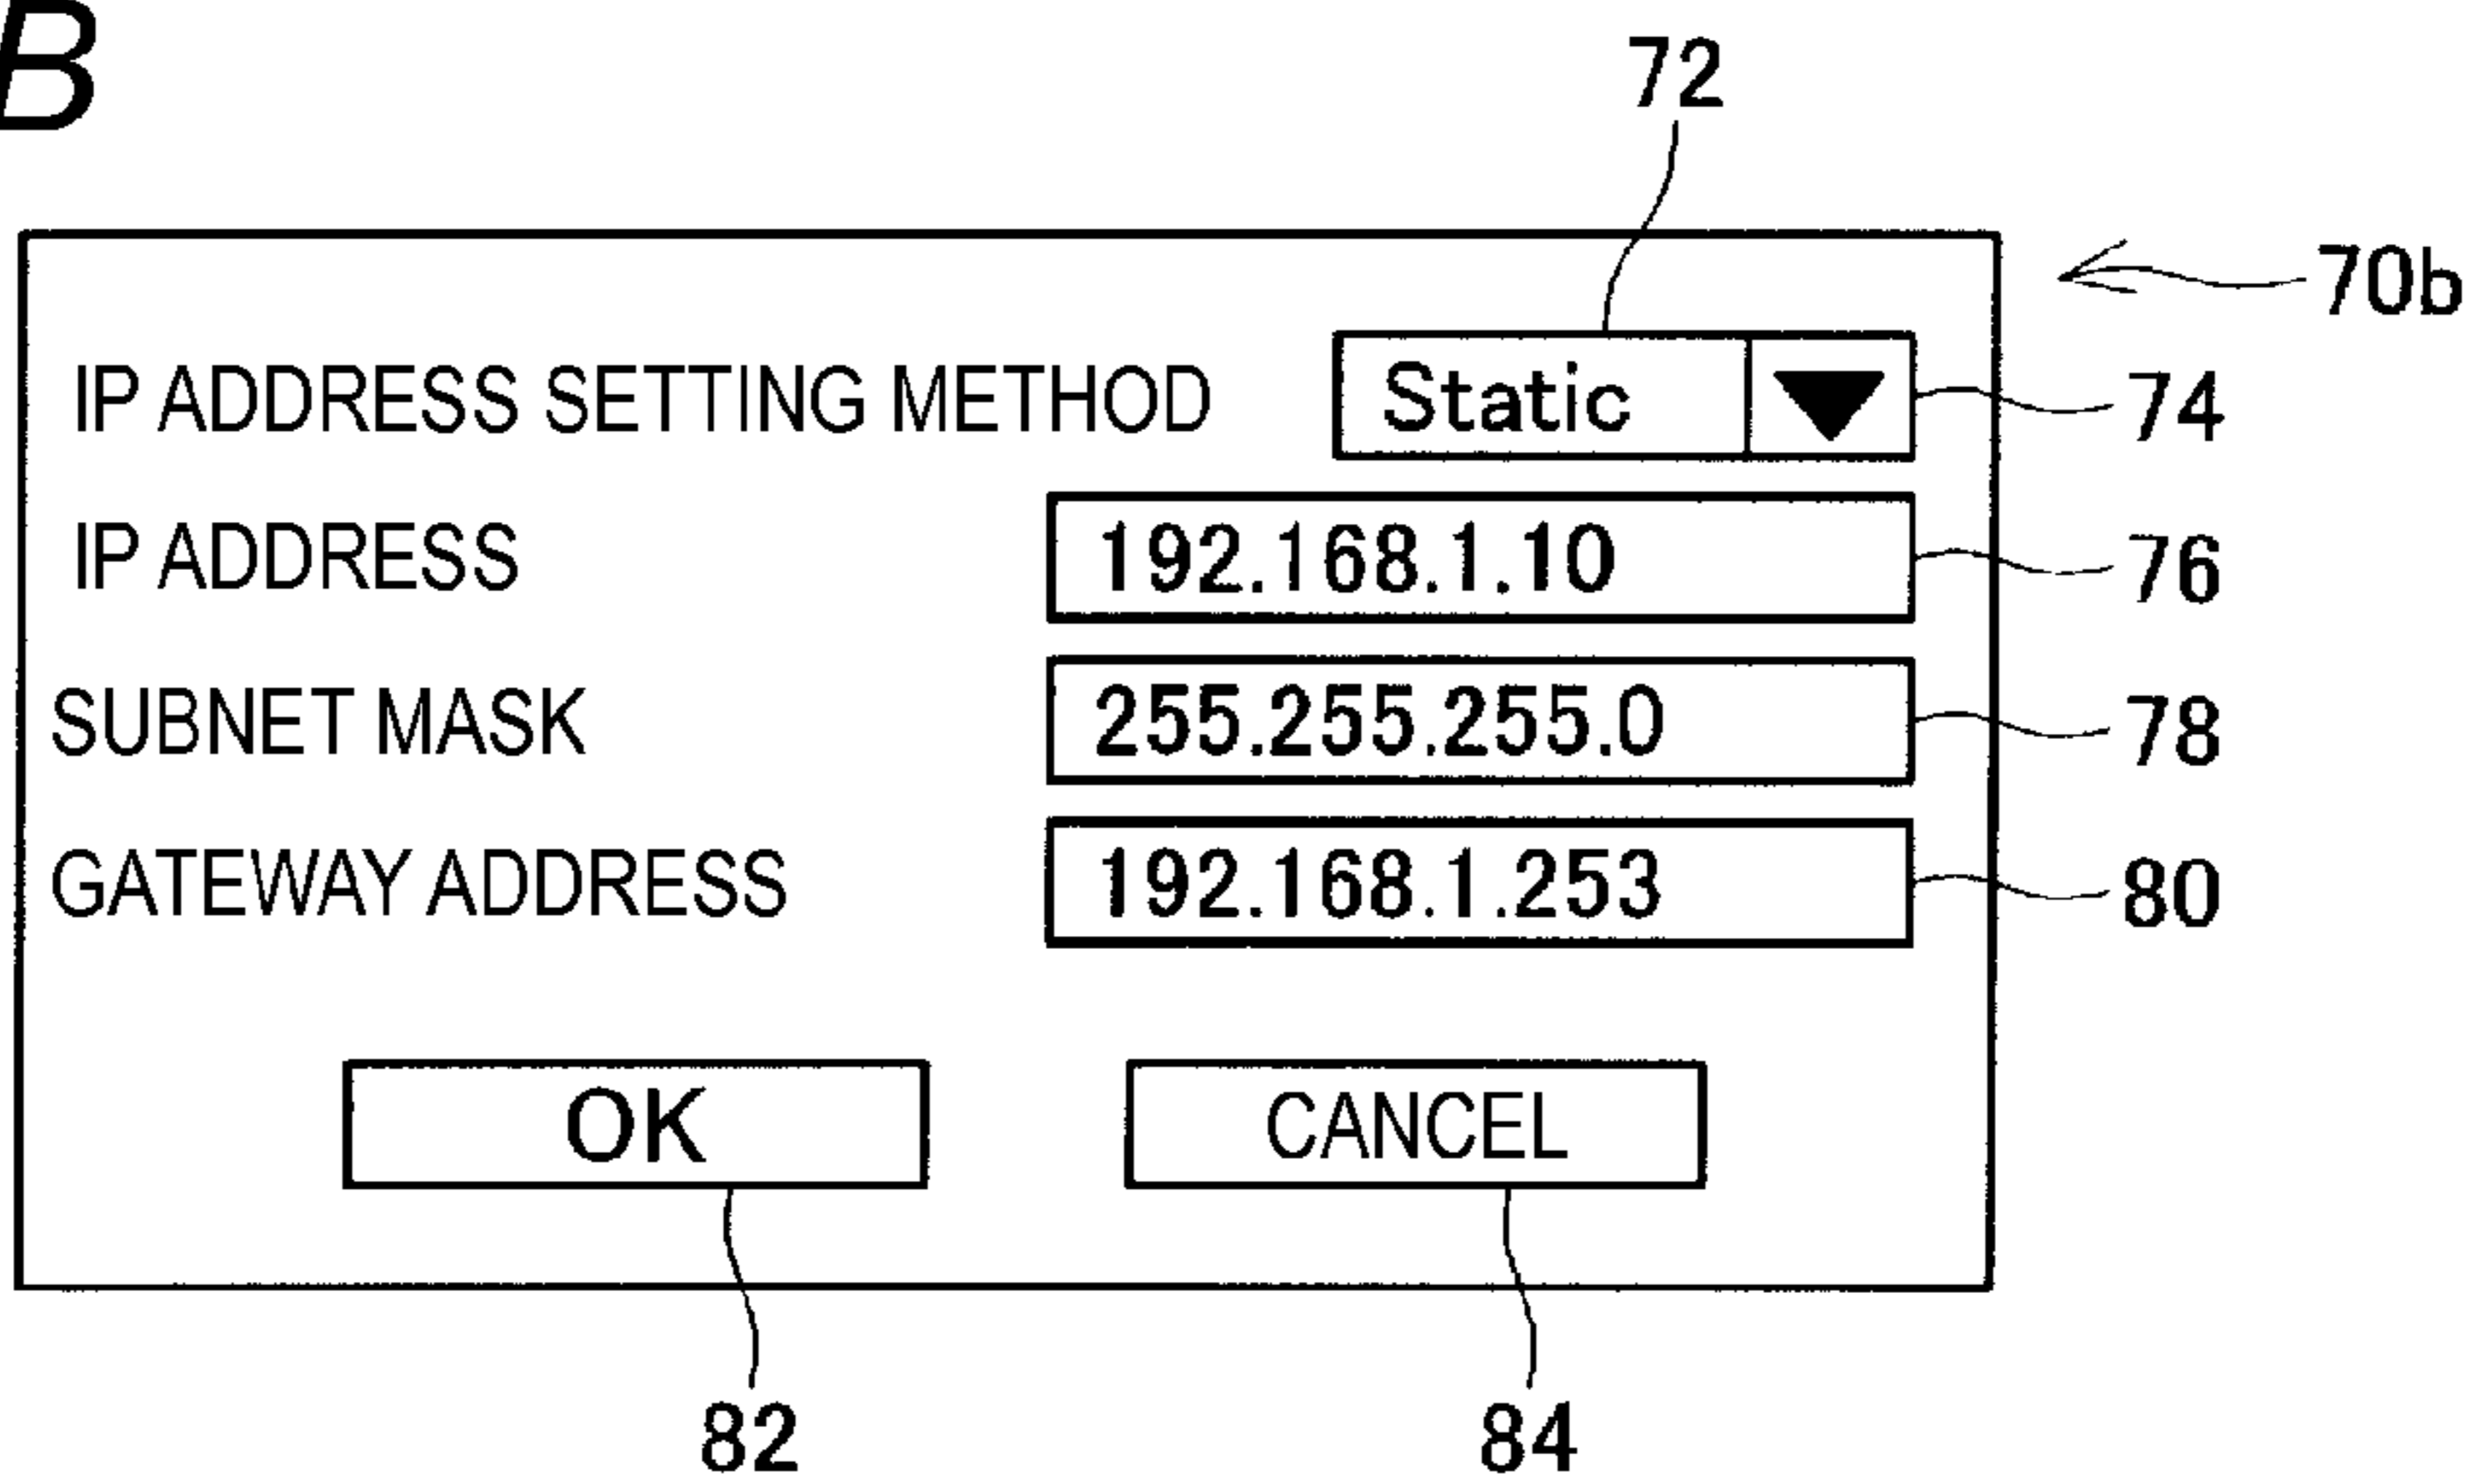 B
72
70b
IP ADDRESS SETTING METHOD Static 74
IP ADDRESS 192.168.1.10 76
SUBNET MASK 255.255.255.0 78
GATEWAY ADDRESS 192.168.1.253 80
OK CANCEL
82 84